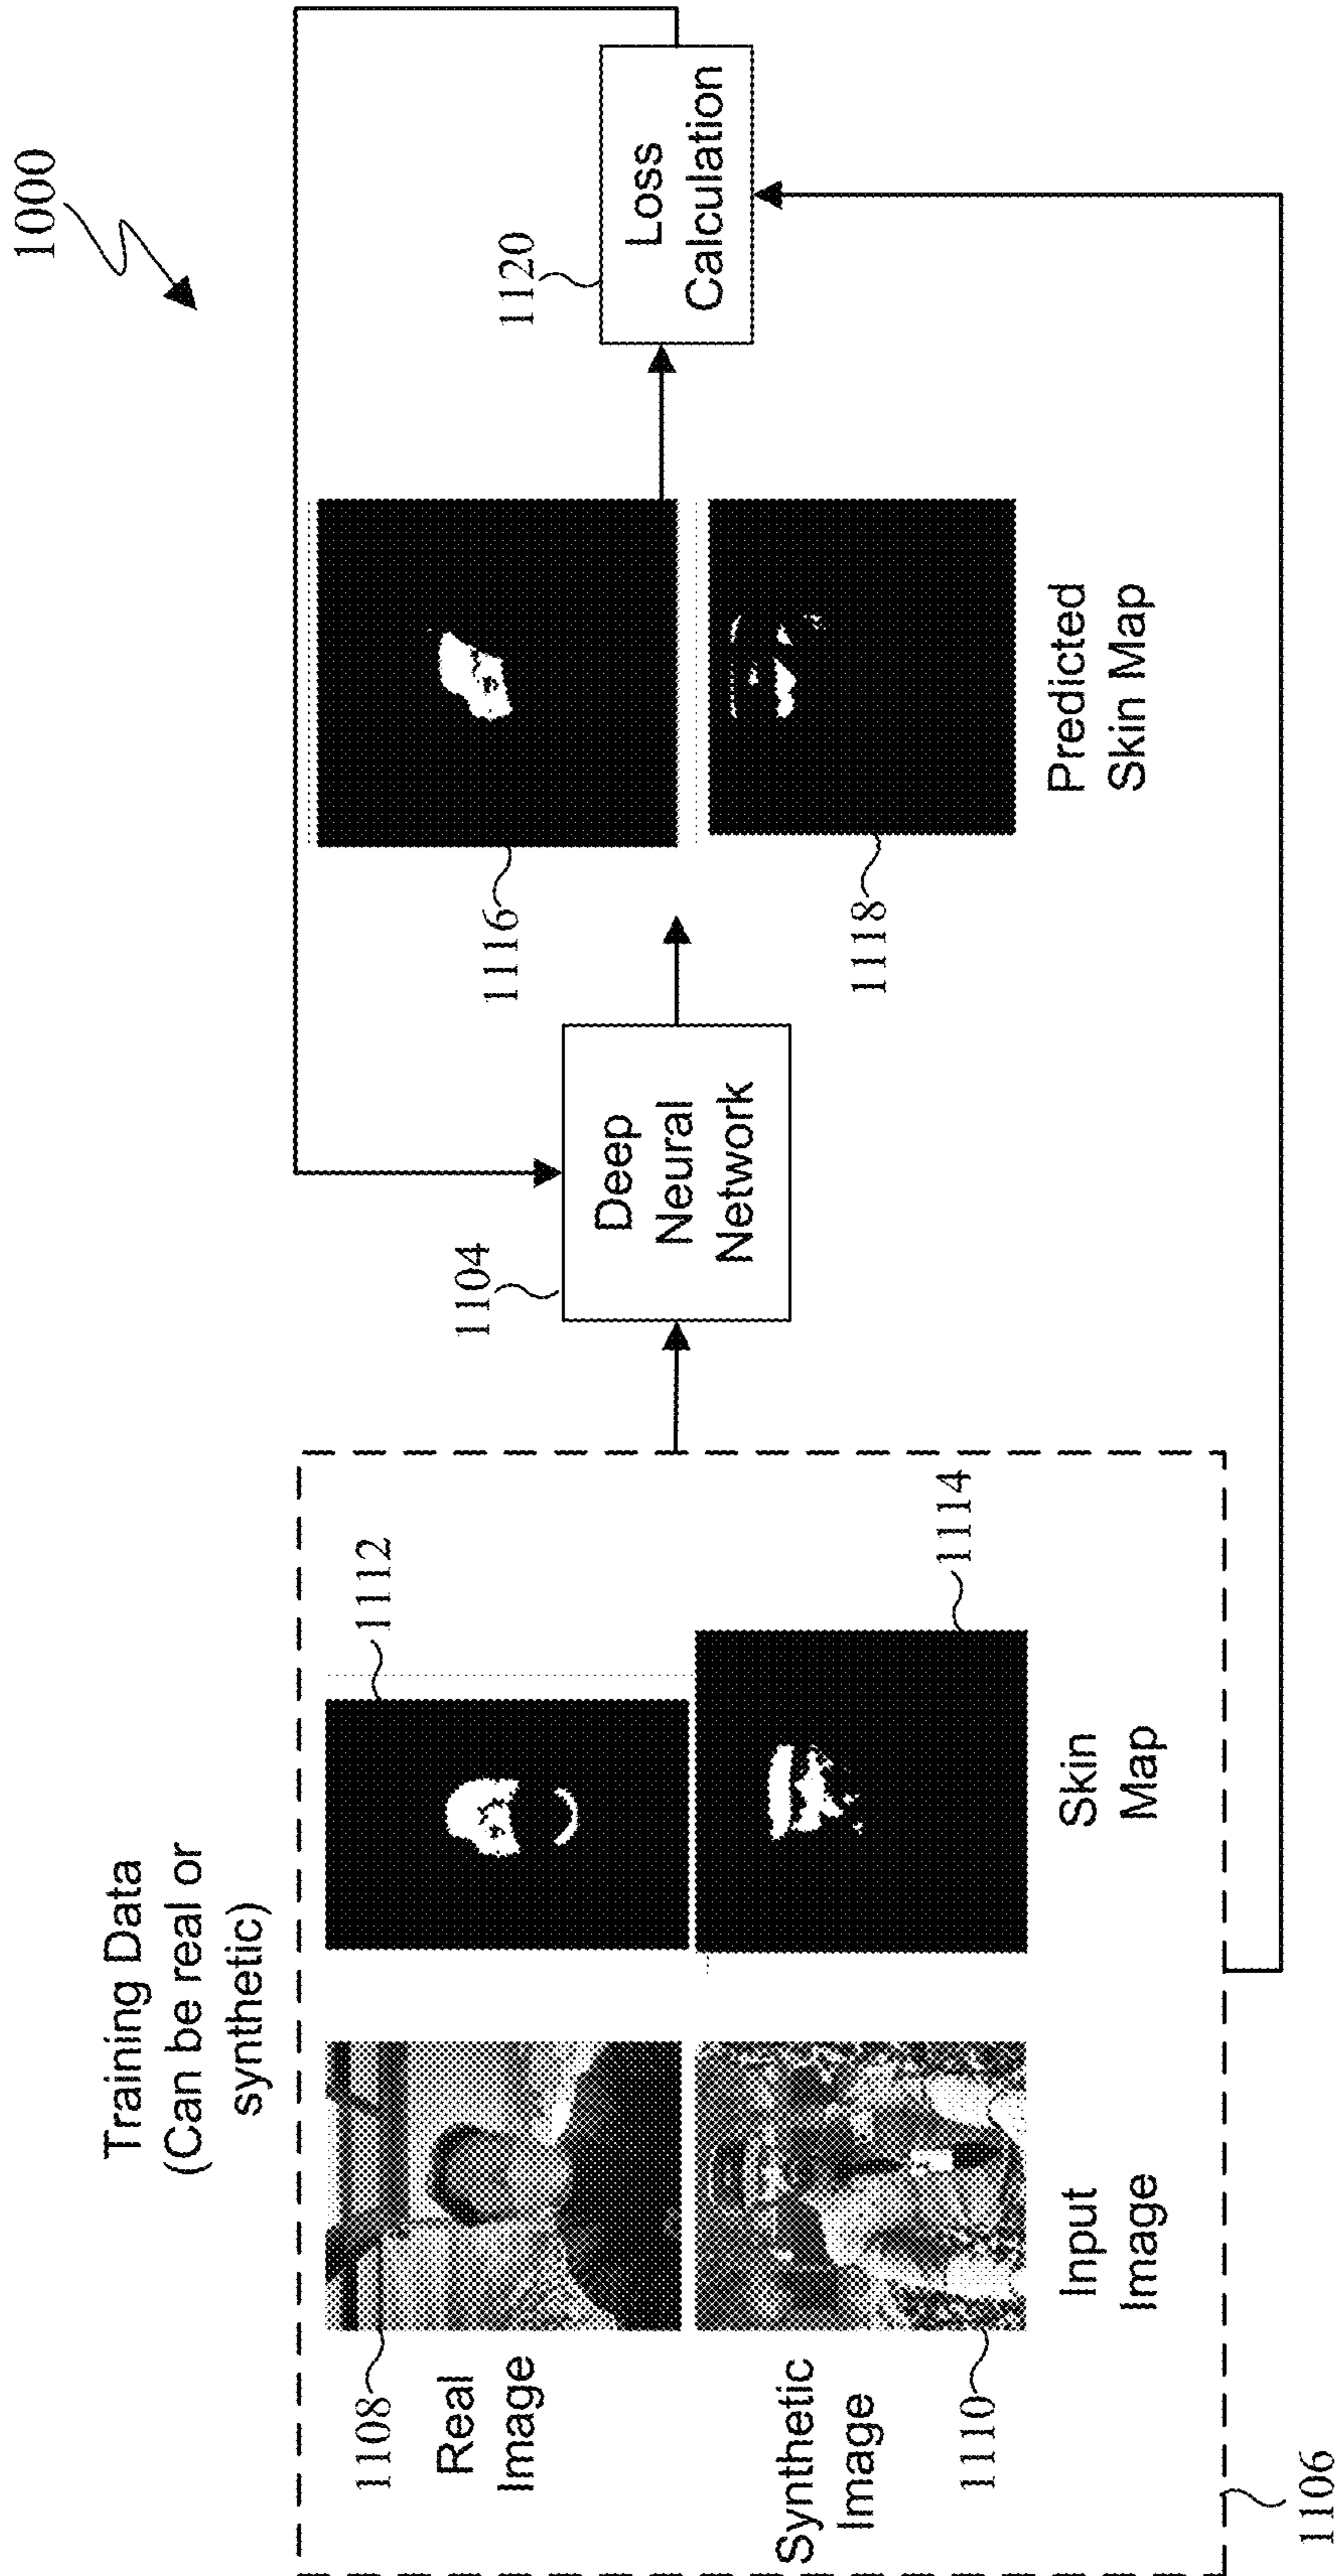 1000
Training Data
(Can be real or
synthetic)
1108
Real
Image
1112
Synthetic
Image
1110
1114
Input
Image
Skin
Map
1106
1104
Deep
Neural
Network
1116
1118
Predicted
Skin Map
1120
Loss
Calculation